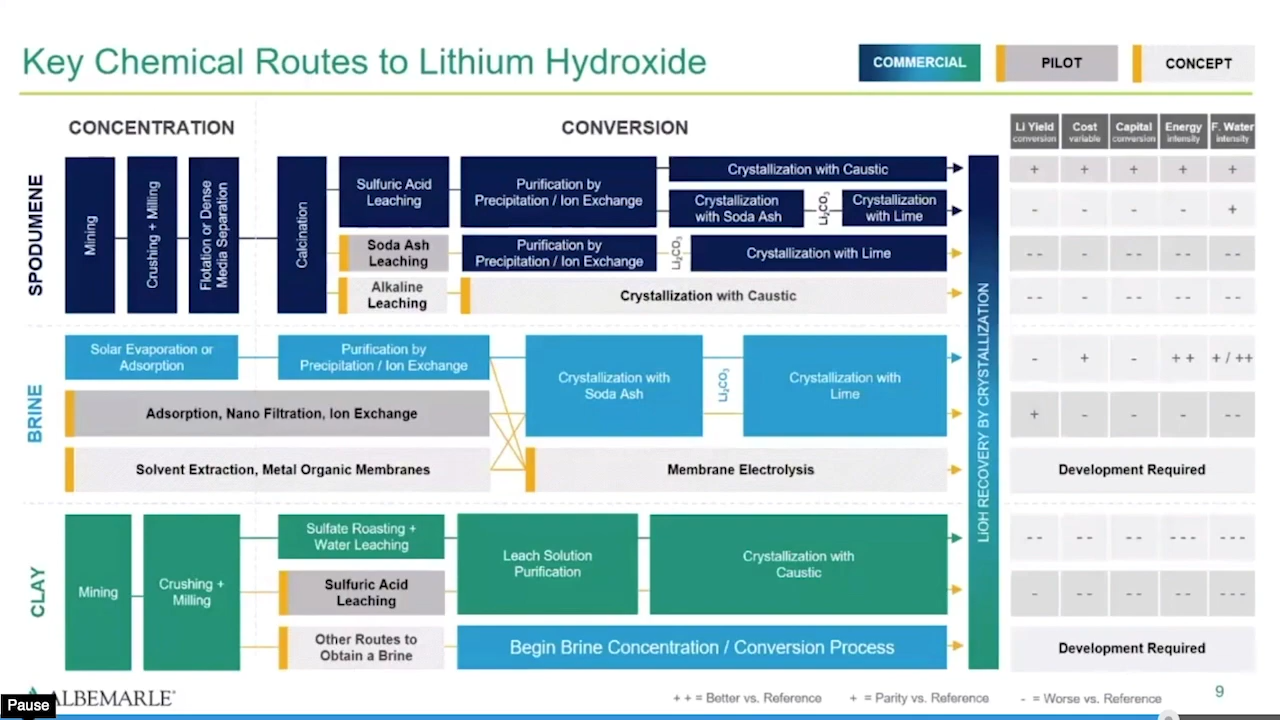 Key Chemical Routes to Lithium Hydroxide
COMMERCIAL
PILOT
CONCEPT
CONCENTRATION
CONVERSION
Li Yield
conversion
Cost
variable
Capital
conversion
Energy
intensity
F. Water
intensity
SPODUMENE
Mining
Crushing + Milling
Flotation or Dense
Media Separation
Calcination
Sulfuric Acid
Leaching
Purification by
Precipitation / Ion Exchange
Crystallization with Caustic
+ + + + +
Crystallization
with Soda Ash
Li₂CO₃
Crystallization
with Lime
- - - - +
Soda Ash
Leaching
Purification by
Precipitation / Ion Exchange
Li₂CO₃
Crystallization with Lime
- - - - - - - - -
Alkaline
Leaching
Crystallization with Caustic
- - - - - - - - -
BRINE
Solar Evaporation or
Adsorption
Purification by
Precipitation / Ion Exchange
Crystallization with
Soda Ash
Li₂CO₃
Crystallization with
Lime
- + - + + + / ++
Adsorption, Nano Filtration, Ion Exchange
+ - - - - -
Solvent Extraction, Metal Organic Membranes
Membrane Electrolysis
Development Required
LiOH RECOVERY BY CRYSTALLIZATION
CLAY
Mining
Crushing +
Milling
Sulfate Roasting +
Water Leaching
Leach Solution
Purification
Crystallization with
Caustic
- - - - - - - - - - - -
Sulfuric Acid
Leaching
- - - - - - - - - -
Other Routes to
Obtain a Brine
Begin Brine Concentration / Conversion Process
Development Required
ALBEMARLE®
Pause
+ + = Better vs. Reference + = Parity vs. Reference - = Worse vs. Reference
9